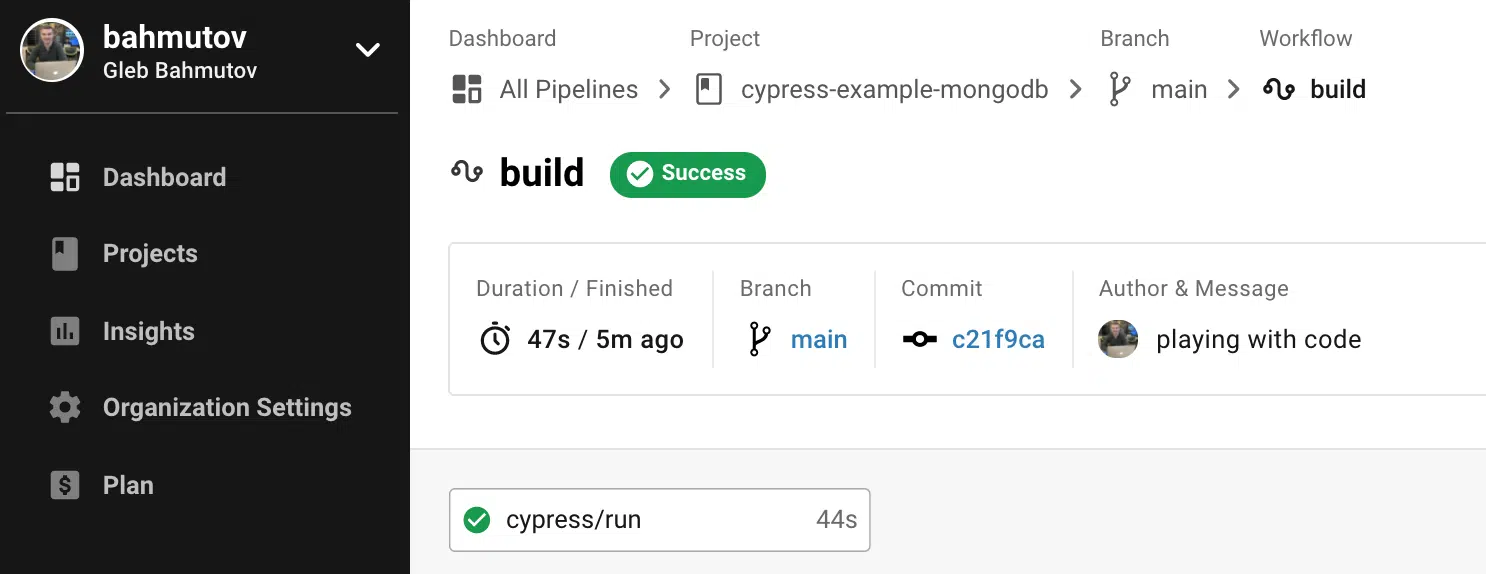 bahmutov
Gleb Bahmutov
Dashboard
Projects
Insights
Organization Settings
Plan
Dashboard Project Branch Workflow
All Pipelines cypress-example-mongodb main build
build Success
Duration / Finished Branch Commit Author & Message
47s / 5m ago main c21f9ca playing with code
cypress/run 44s